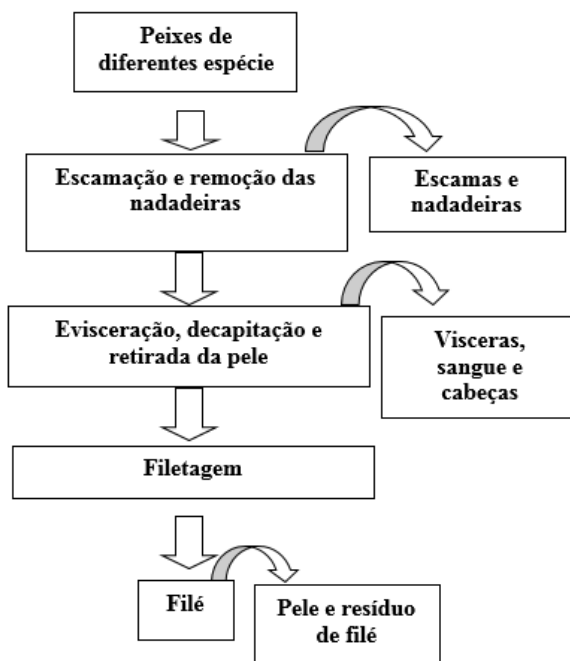 Peixes de
diferentes espécie
Escamação e remoção das
nadadeiras
Escamas e
nadadeiras
Evisceração, decapitação e
retirada da pele
Visceras,
sangue e
cabeças
Filetagem
Filé
Pele e resíduo
de filé